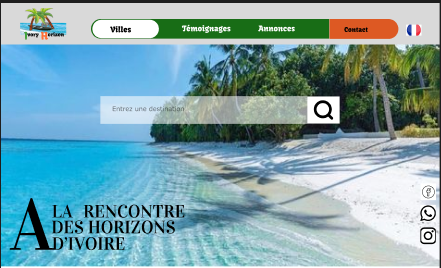 Ivory Horizon
Villes
Témoignages
Annonces
Contact
Entrez une destination
A LA RENCONTRE
DES HORIZONS
D'IVOIRE